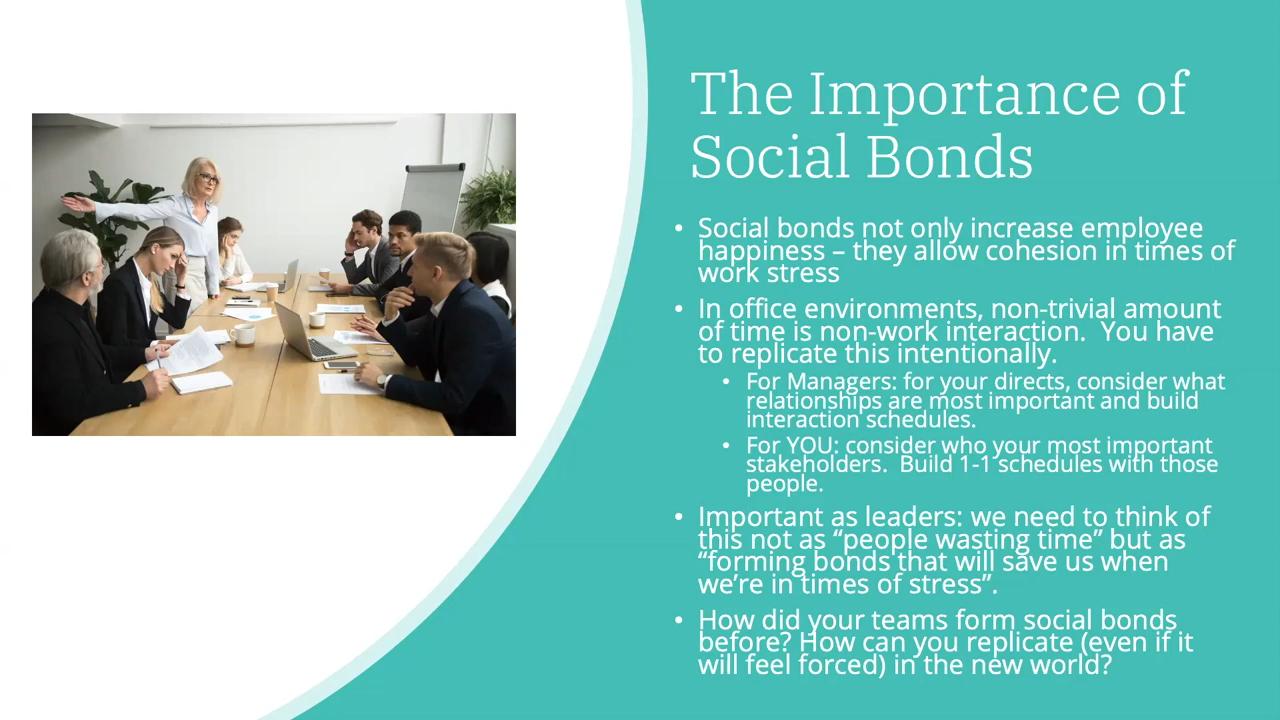 The Importance of
Social Bonds
• Social bonds not only increase employee
happiness – they allow cohesion in times of
work stress
• In office environments, non-trivial amount
of time is non-work interaction.  You have
to replicate this intentionally.
• For Managers: for your directs, consider what
relationships are most important and build
interaction schedules.
• For YOU: consider who your most important
stakeholders.  Build 1-1 schedules with those
people.
• Important as leaders: we need to think of
this not as “people wasting time” but as
“forming bonds that will save us when
we’re in times of stress”.
• How did your teams form social bonds
before? How can you replicate (even if it
will feel forced) in the new world?